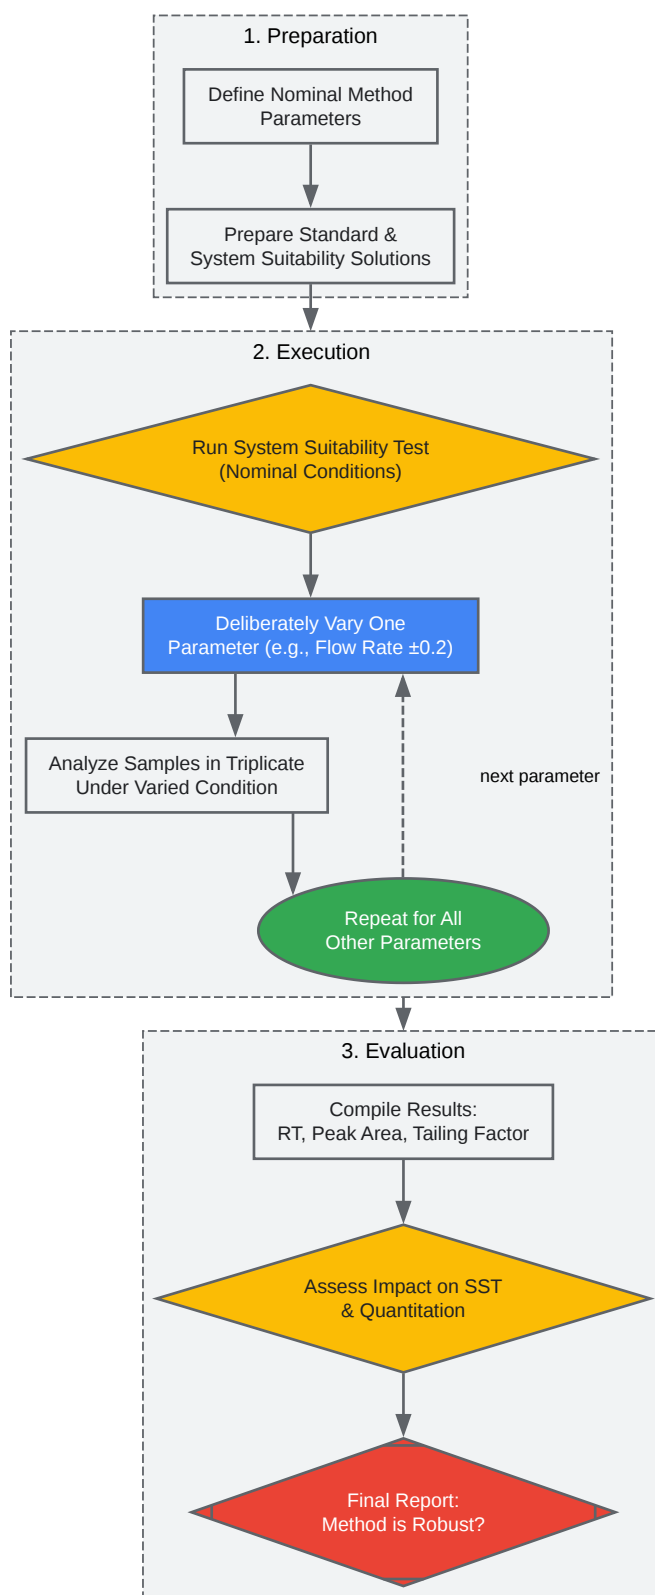 1. Preparation
Define Nominal Method
Parameters
Prepare Standard &
System Suitability Solutions
2. Execution
Run System Suitability Test
(Nominal Conditions)
Deliberately Vary One
Parameter (e.g., Flow Rate ±0.2)
Analyze Samples in Triplicate
Under Varied Condition
next parameter
Repeat for All
Other Parameters
3. Evaluation
Compile Results:
RT, Peak Area, Tailing Factor
Assess Impact on SST
& Quantitation
Final Report:
Method is Robust?